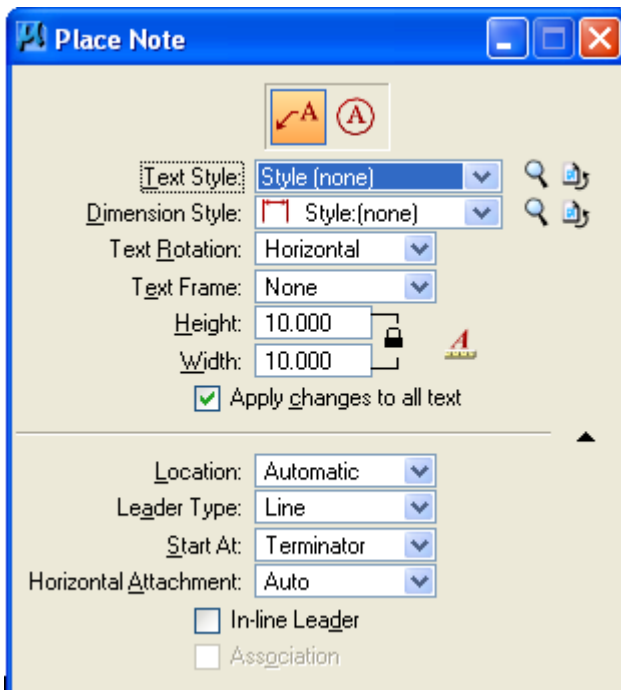 Place Note
A A
Text Style: Style (none)
Dimension Style: Style:(none)
Text Rotation: Horizontal
Text Frame: None
Height: 10.000
A
Width: 10.000
Apply changes to all text
Location: Automatic
Leader Type: Line
Start At: Terminator
Horizontal Attachment: Auto
In-line Leader
Association